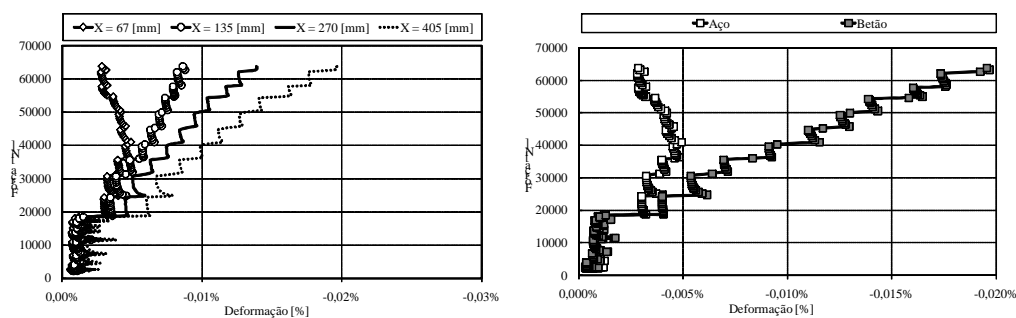 X = 67 [mm] X = 135 [mm] X = 270 [mm] X = 405 [mm]
70000
60000
50000
40000
30000
20000
10000
0
Força [N]
0,00% -0,01% -0,02% -0,03%
Deformação [%]
Aço Betão
70000
60000
50000
40000
30000
20000
10000
0
Força [N]
0,000% -0,005% -0,010% -0,015% -0,020%
Deformação [%]